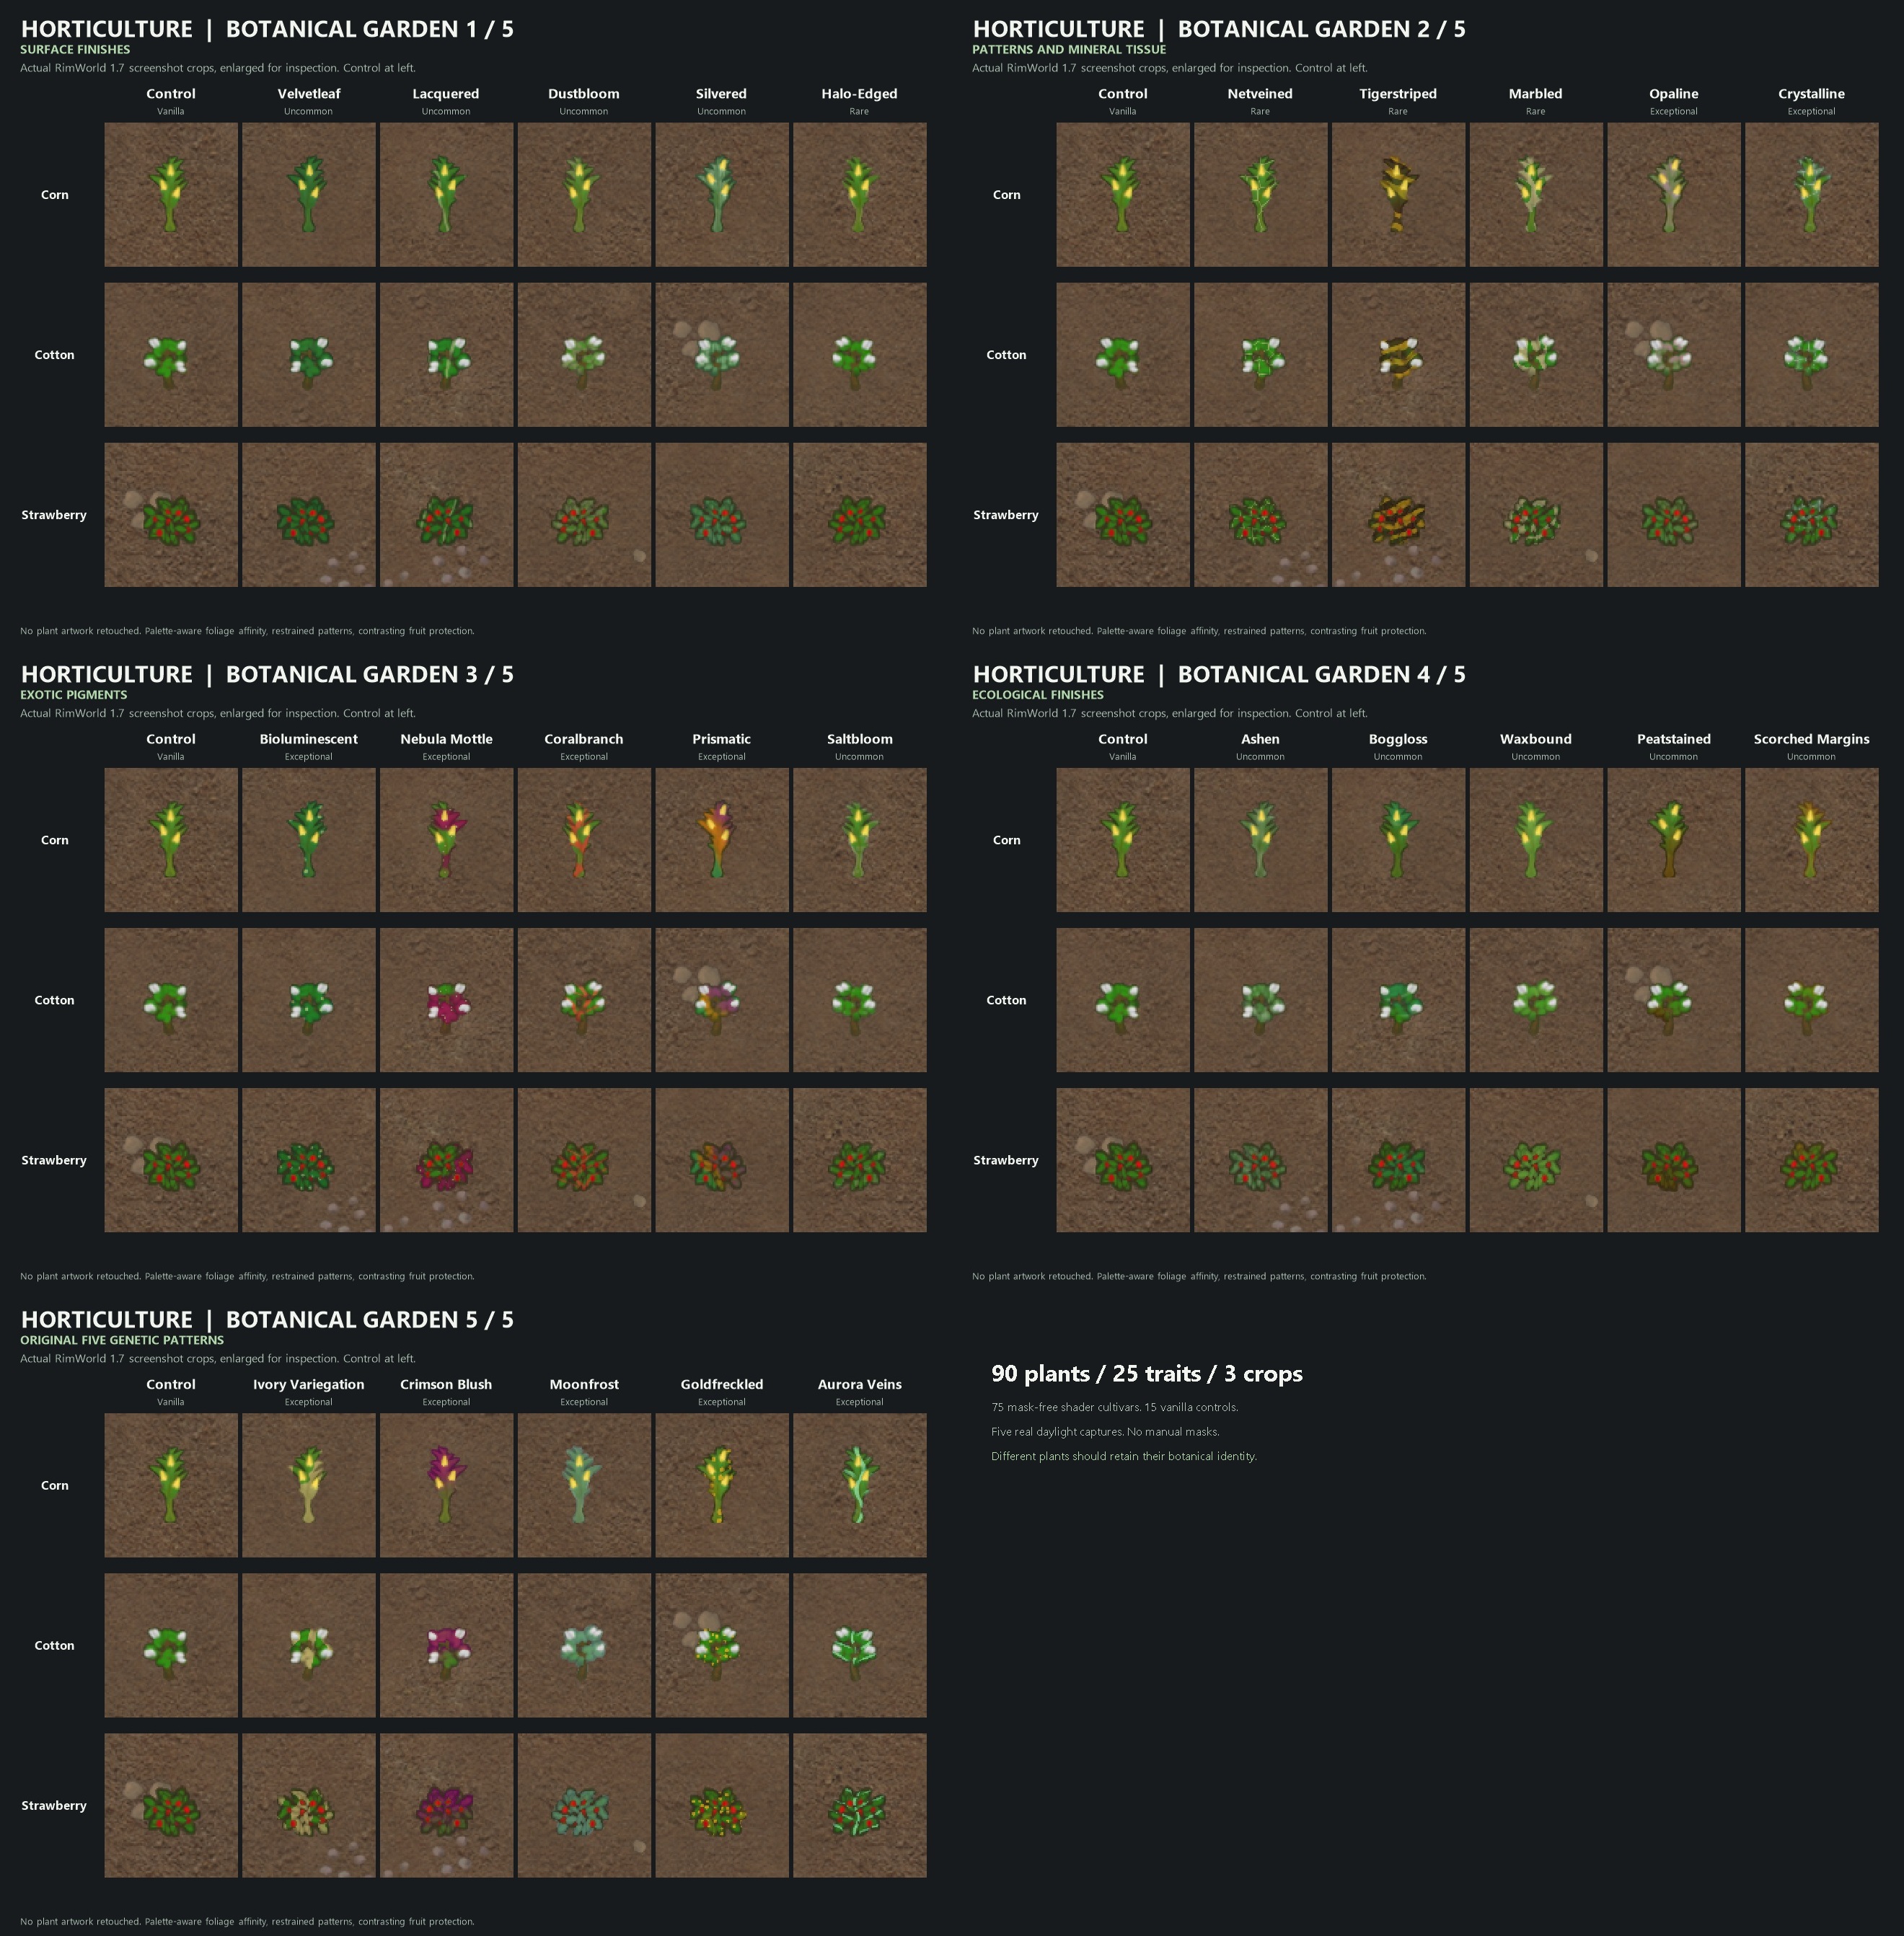 HORTICULTURE | BOTANICAL GARDEN 1 / 5
SURFACE FINISHES
Actual RimWorld 1.7 screenshot crops, enlarged for inspection. Control at left.
Control Velvetleaf Lacquered Dustbloom Silvered Halo-Edged
Vanilla Uncommon Uncommon Uncommon Uncommon Rare
Corn
Cotton
Strawberry
No plant artwork retouched. Palette-aware foliage affinity, restrained patterns, contrasting fruit protection.
HORTICULTURE | BOTANICAL GARDEN 2 / 5
PATTERNS AND MINERAL TISSUE
Actual RimWorld 1.7 screenshot crops, enlarged for inspection. Control at left.
Control Netveined Tigerstriped Marbled Opaline Crystalline
Vanilla Rare Rare Rare Exceptional Exceptional
Corn
Cotton
Strawberry
No plant artwork retouched. Palette-aware foliage affinity, restrained patterns, contrasting fruit protection.
HORTICULTURE | BOTANICAL GARDEN 3 / 5
EXOTIC PIGMENTS
Actual RimWorld 1.7 screenshot crops, enlarged for inspection. Control at left.
Control Bioluminescent Nebula Mottle Coralbranch Prismatic Saltbloom
Vanilla Exceptional Exceptional Exceptional Exceptional Uncommon
Corn
Cotton
Strawberry
No plant artwork retouched. Palette-aware foliage affinity, restrained patterns, contrasting fruit protection.
HORTICULTURE | BOTANICAL GARDEN 4 / 5
ECOLOGICAL FINISHES
Actual RimWorld 1.7 screenshot crops, enlarged for inspection. Control at left.
Control Ashen Boggloss Waxbound Peatstained Scorched Margins
Vanilla Uncommon Uncommon Uncommon Uncommon Uncommon
Corn
Cotton
Strawberry
No plant artwork retouched. Palette-aware foliage affinity, restrained patterns, contrasting fruit protection.
HORTICULTURE | BOTANICAL GARDEN 5 / 5
ORIGINAL FIVE GENETIC PATTERNS
Actual RimWorld 1.7 screenshot crops, enlarged for inspection. Control at left.
Control Ivory Variegation Crimson Blush Moonfrost Goldfreckled Aurora Veins
Vanilla Exceptional Exceptional Exceptional Exceptional Exceptional
Corn
Cotton
Strawberry
No plant artwork retouched. Palette-aware foliage affinity, restrained patterns, contrasting fruit protection.
90 plants / 25 traits / 3 crops
75 mask-free shader cultivars. 15 vanilla controls.
Five real daylight captures. No manual masks.
Different plants should retain their botanical identity.